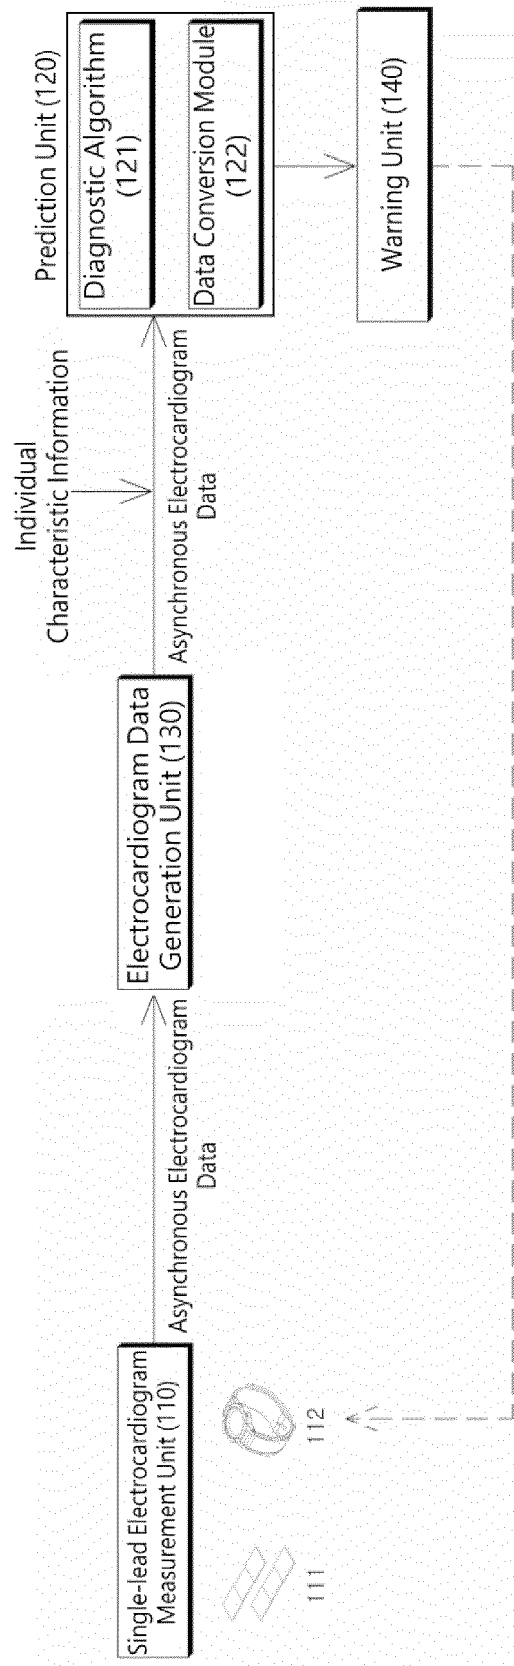 Single-lead Electrocardiogram
Measurement Unit (110)
111
112
Asynchronous Electrocardiogram
Data
Electrocardiogram Data
Generation Unit (130)
Individual
Characteristic Information
Asynchronous Electrocardiogram
Data
Prediction Unit (120)
Diagnostic Algorithm
(121)
Data Conversion Module
(122)
Warning Unit (140)